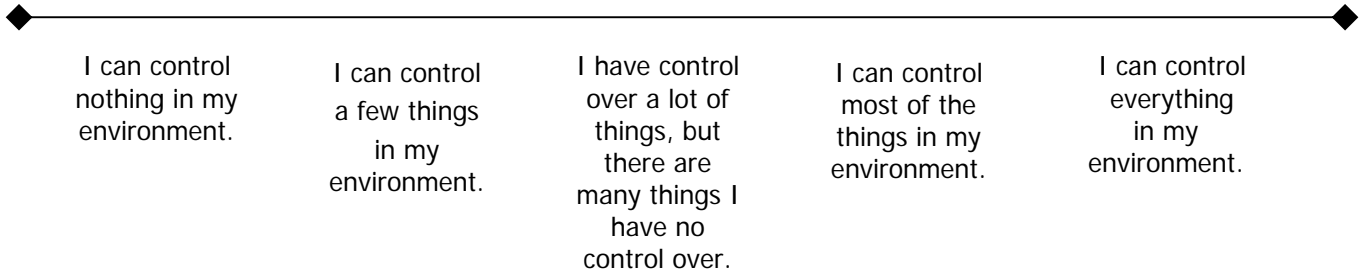 I can control
nothing in my
environment.
I can control
a few things
in my
environment.
I have control
over a lot of
things, but
there are
many things I
have no
control over.
I can control
most of the
things in my
environment.
I can control
everything
in my
environment.